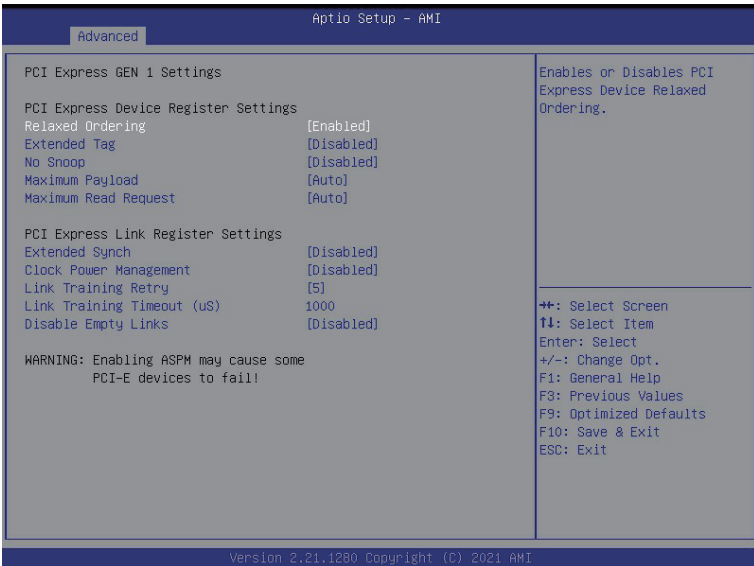 Aptio Setup – AMI
Advanced
PCI Express GEN 1 Settings
PCI Express Device Register Settings
Relaxed Ordering [Enabled]
Extended Tag [Disabled]
No Snoop [Disabled]
Maximum Payload [Auto]
Maximum Read Request [Auto]
PCI Express Link Register Settings
Extended Synch [Disabled]
Clock Power Management [Disabled]
Link Training Retry [5]
Link Training Timeout (uS) 1000
Disable Empty Links [Disabled]
WARNING: Enabling ASPM may cause some
PCI-E devices to fail!
Enables or Disables PCI
Express Device Relaxed
Ordering.
→←: Select Screen
↑↓: Select Item
Enter: Select
+/-: Change Opt.
F1: General Help
F3: Previous Values
F9: Optimized Defaults
F10: Save & Exit
ESC: Exit
Version 2.21.1280 Copyright (C) 2021 AMI